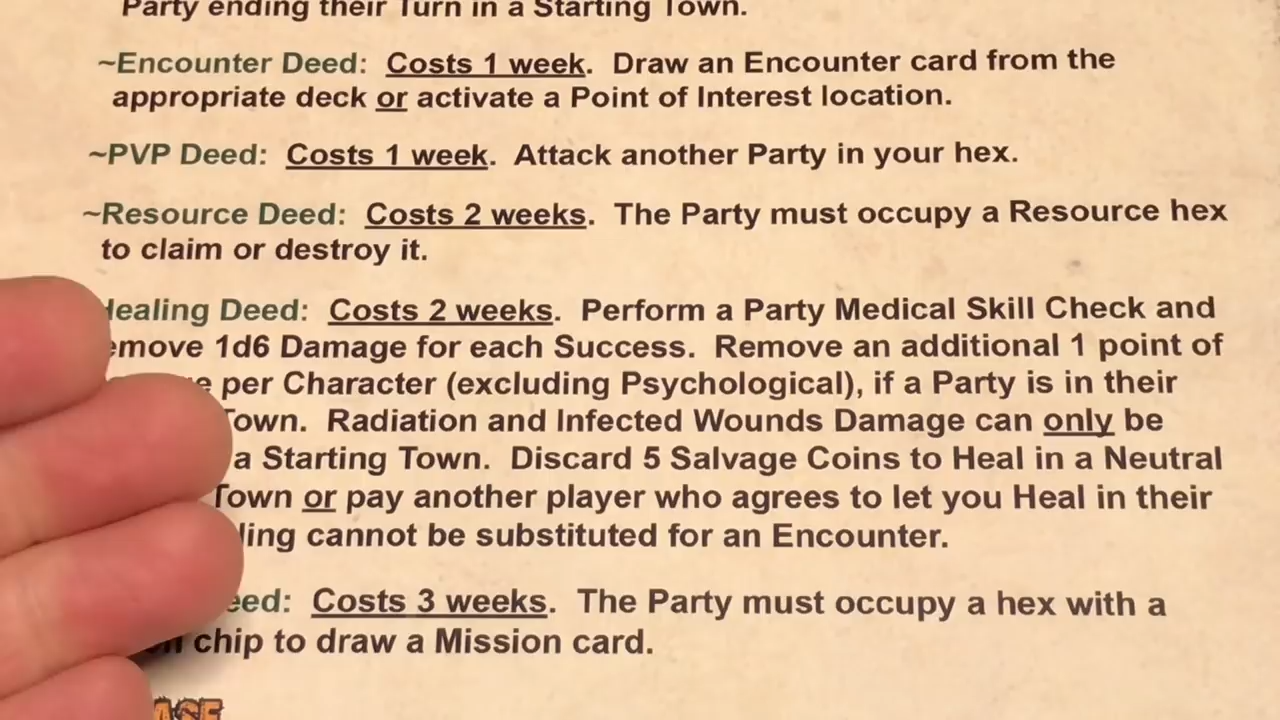 Party ending their Turn in a Starting Town.
~Encounter Deed: Costs 1 week. Draw an Encounter card from the
appropriate deck or activate a Point of Interest location.
~PVP Deed: Costs 1 week. Attack another Party in your hex.
~Resource Deed: Costs 2 weeks. The Party must occupy a Resource hex
to claim or destroy it.
Healing Deed: Costs 2 weeks. Perform a Party Medical Skill Check and
emove 1d6 Damage for each Success. Remove an additional 1 point of
e per Character (excluding Psychological), if a Party is in their
Town. Radiation and Infected Wounds Damage can only be
a Starting Town. Discard 5 Salvage Coins to Heal in a Neutral
Town or pay another player who agrees to let you Heal in their
ling cannot be substituted for an Encounter.
eed: Costs 3 weeks. The Party must occupy a hex with a
chip to draw a Mission card.